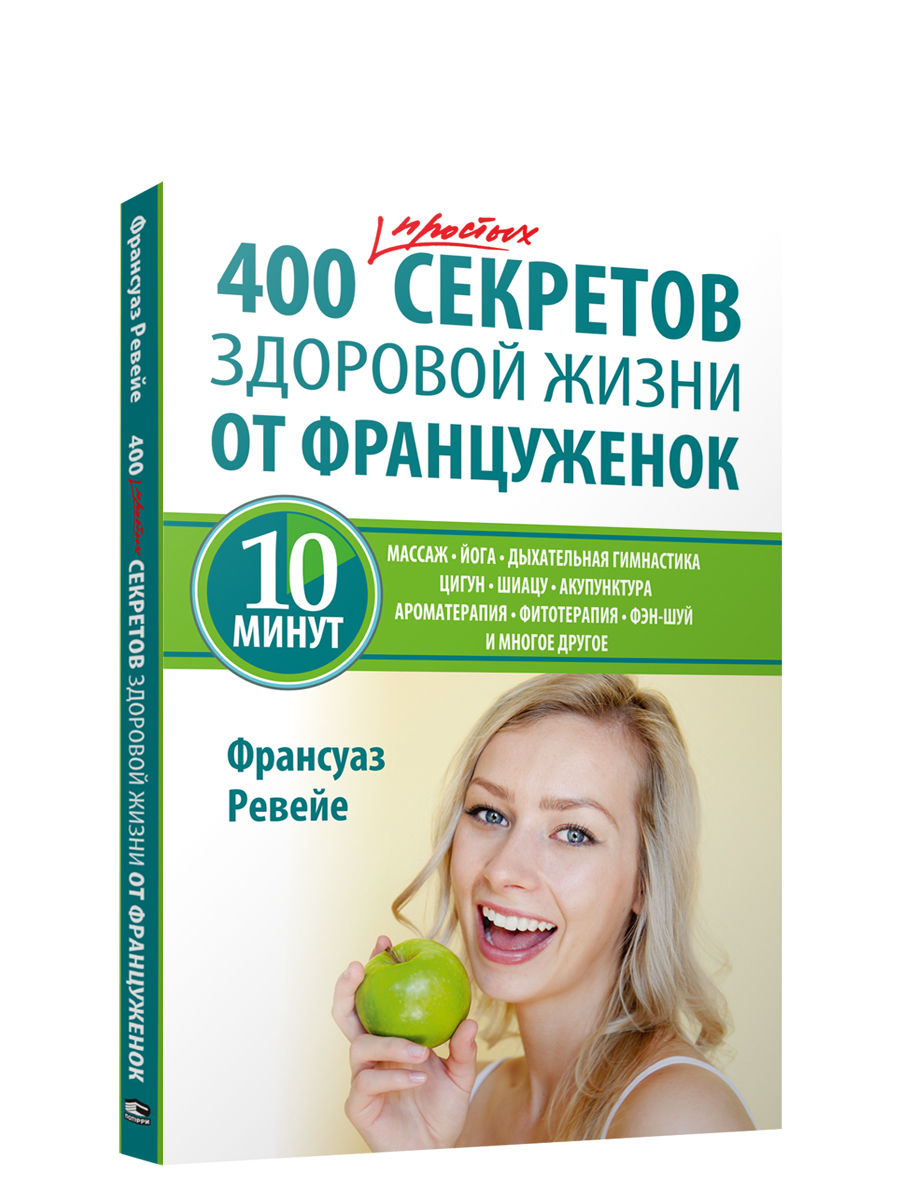 простых
400 СЕКРЕТОВ
ЗДОРОВОЙ ЖИЗНИ
ОТ ФРАНЦУЖЕНОК
10
МИНУТ
МАССАЖ • ЙОГА • ДЫХАТЕЛЬНАЯ ГИМНАСТИКА
ЦИГУН • ШИАЦУ • АКУПУНКТУРА
АРОМАТЕРАПИЯ • ФИТОТЕРАПИЯ • ФЭН-ШУЙ
И МНОГОЕ ДРУГОЕ
Франсуаз
Ревейе
Франсуаз Ревейе 400 простых СЕКРЕТОВ ЗДОРОВОЙ ЖИЗНИ ОТ ФРАНЦУЖЕНОК
ПОПУРРИ